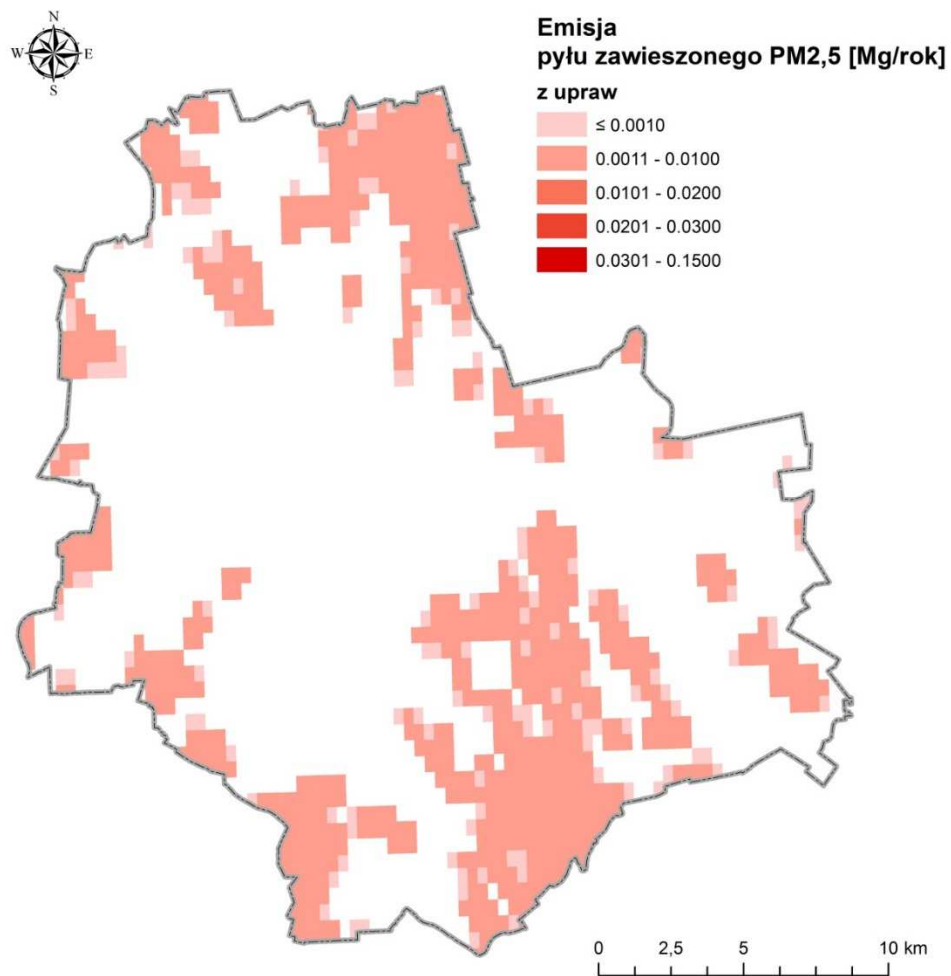 N
W E
S
Emisja
pyłu zawieszonego PM2,5 [Mg/rok]
z upraw
≤ 0.0010
0.0011 - 0.0100
0.0101 - 0.0200
0.0201 - 0.0300
0.0301 - 0.1500
0 2,5 5 10 km